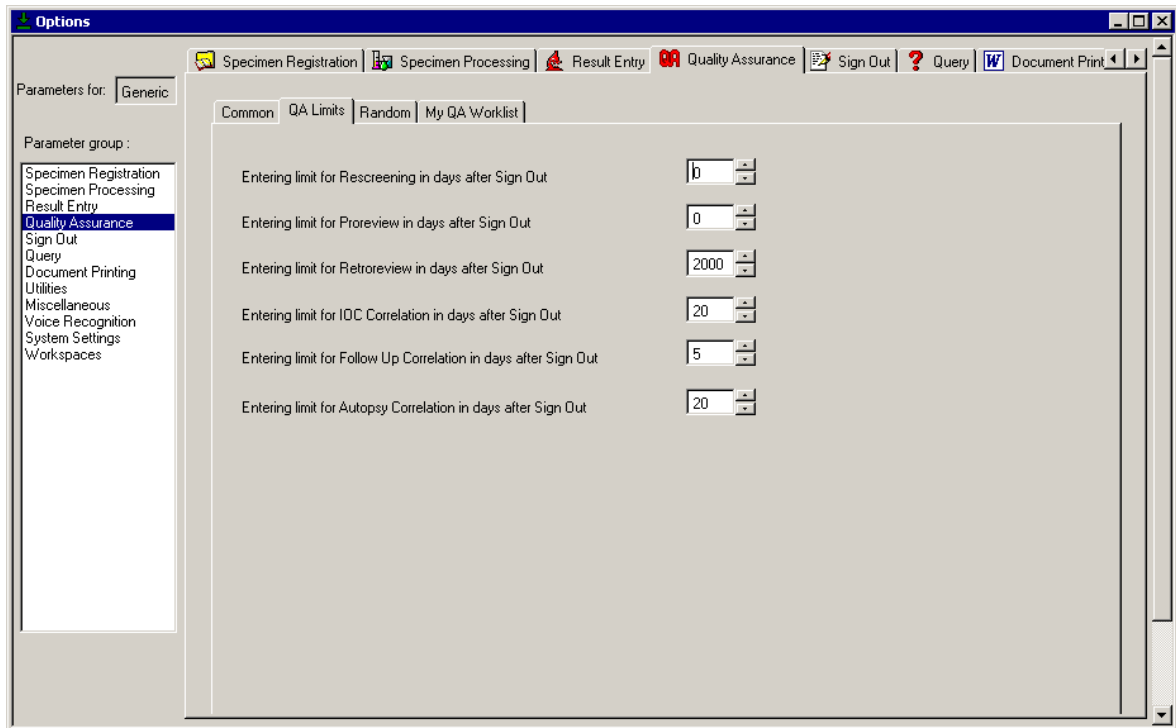 Options
Specimen Registration Specimen Processing Result Entry QA Quality Assurance Sign Out ? Query W Document Print
Parameters for: Generic
Common QA Limits Random My QA Worklist
Parameter group :
Specimen Registration
Specimen Processing
Result Entry
Quality Assurance
Sign Out
Query
Document Printing
Utilities
Miscellaneous
Voice Recognition
System Settings
Workspaces
Entering limit for Rescreening in days after Sign Out 0
Entering limit for Proreview in days after Sign Out 0
Entering limit for Retroreview in days after Sign Out 2000
Entering limit for IOC Correlation in days after Sign Out 20
Entering limit for Follow Up Correlation in days after Sign Out 5
Entering limit for Autopsy Correlation in days after Sign Out 20